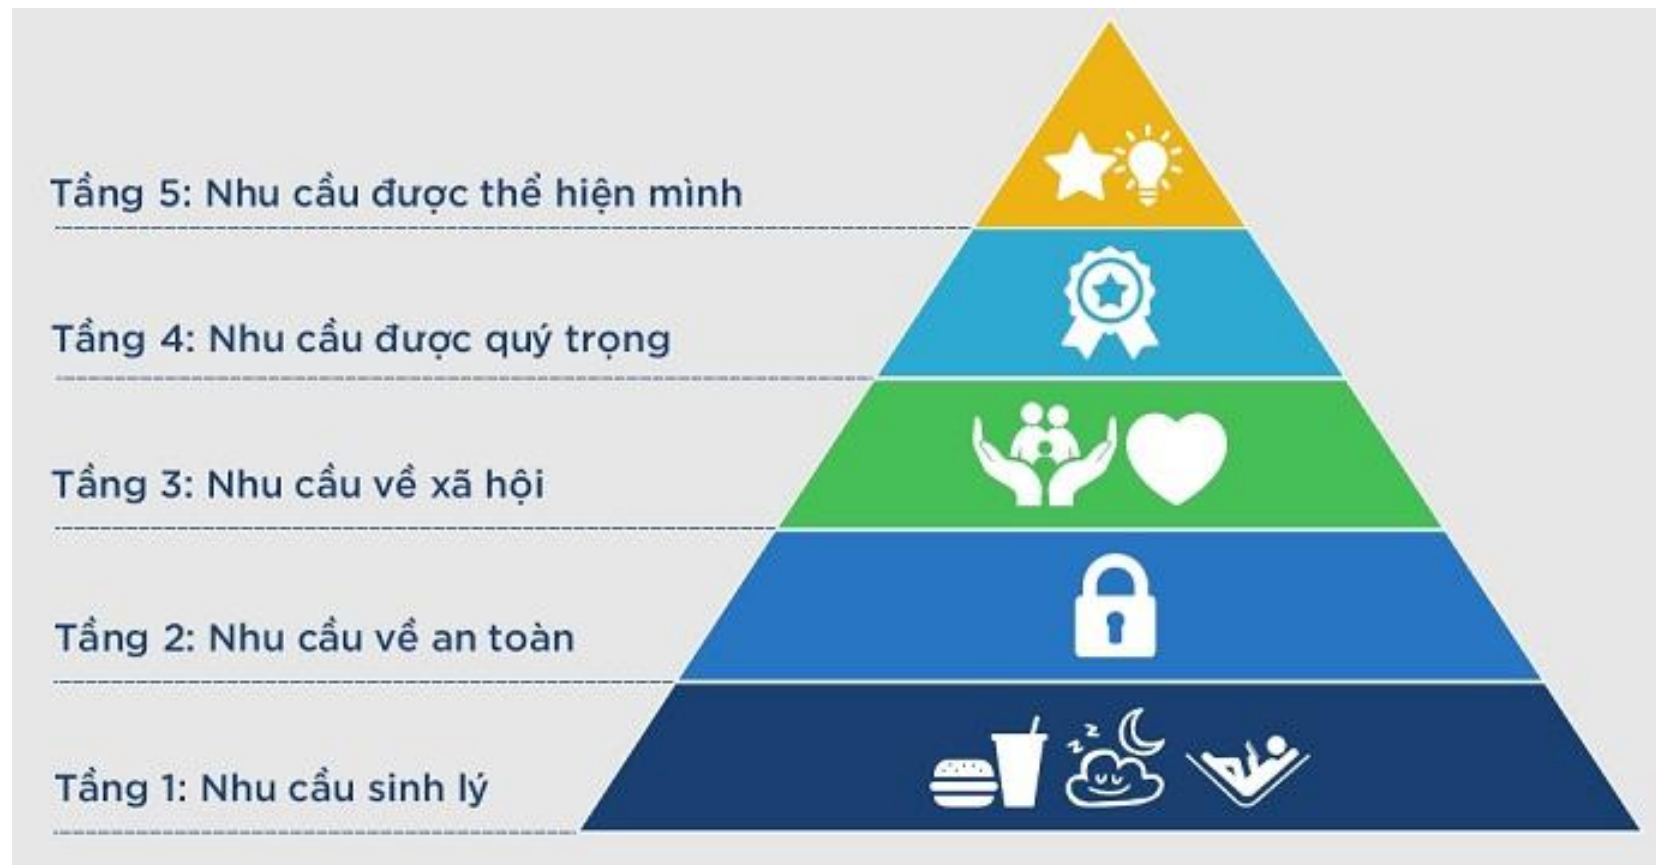 Tầng 5: Nhu cầu được thể hiện mình
Tầng 4: Nhu cầu được quý trọng
Tầng 3: Nhu cầu về xã hội
Tầng 2: Nhu cầu về an toàn
Tầng 1: Nhu cầu sinh lý